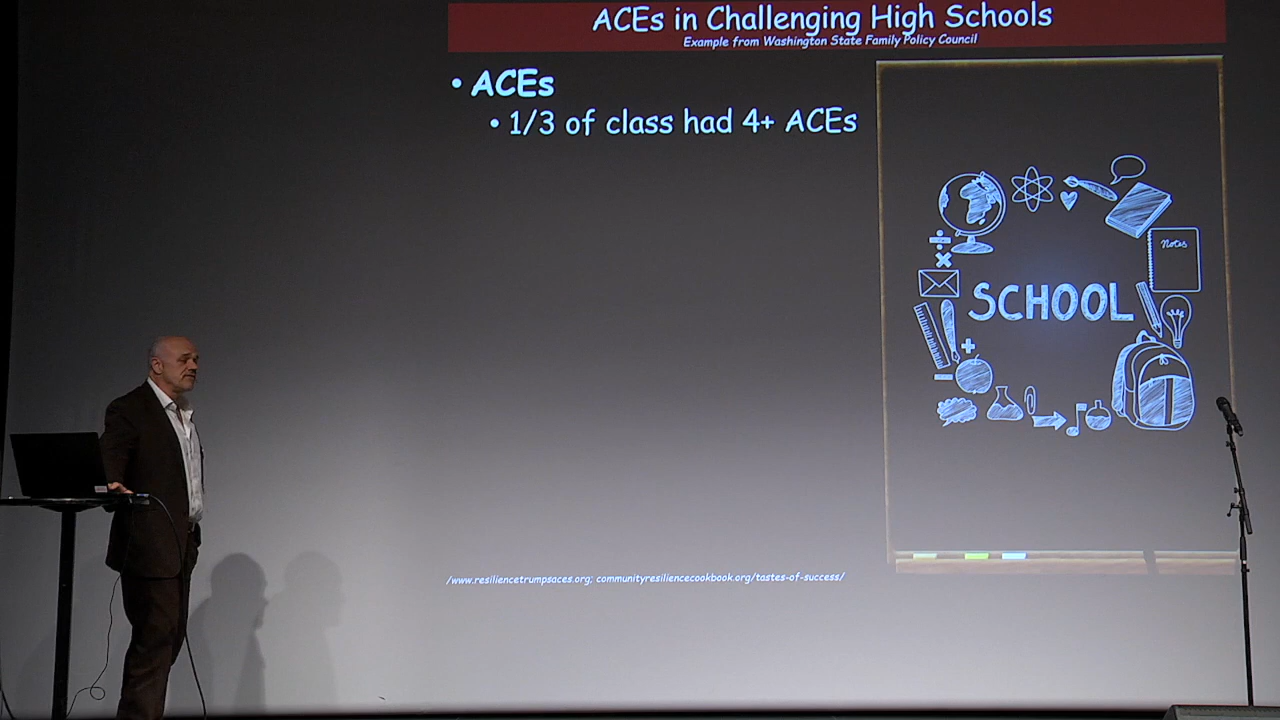 ACEs in Challenging High Schools
Example from Washington State Family Policy Council
• ACEs
• 1/3 of class had 4+ ACEs
Notes
SCHOOL
/www.resiliencetrumpsaces.org; communityresiliencecookbook.org/tastes-of-success/